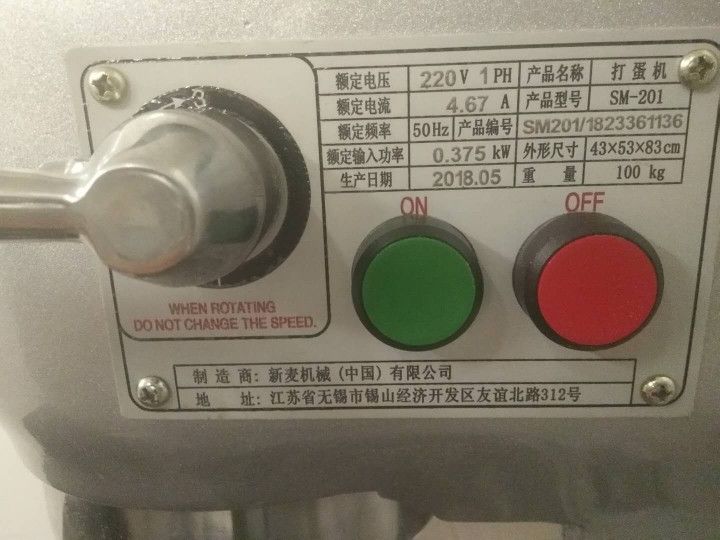 3
额定电压 220V 1PH 产品名称 打蛋机
额定电流 4.67 A 产品型号 SM-201
额定频率 50Hz 产品编号 SM201/1823361136
额定输入功率 0.375 kW 外形尺寸 43×53×83cm
生产日期 2018.05 重量 100 kg
ON OFF
WHEN ROTATING
DO NOT CHANGE THE SPEED.
制造商: 新麦机械(中国)有限公司
地址: 江苏省无锡市锡山经济开发区友谊北路312号